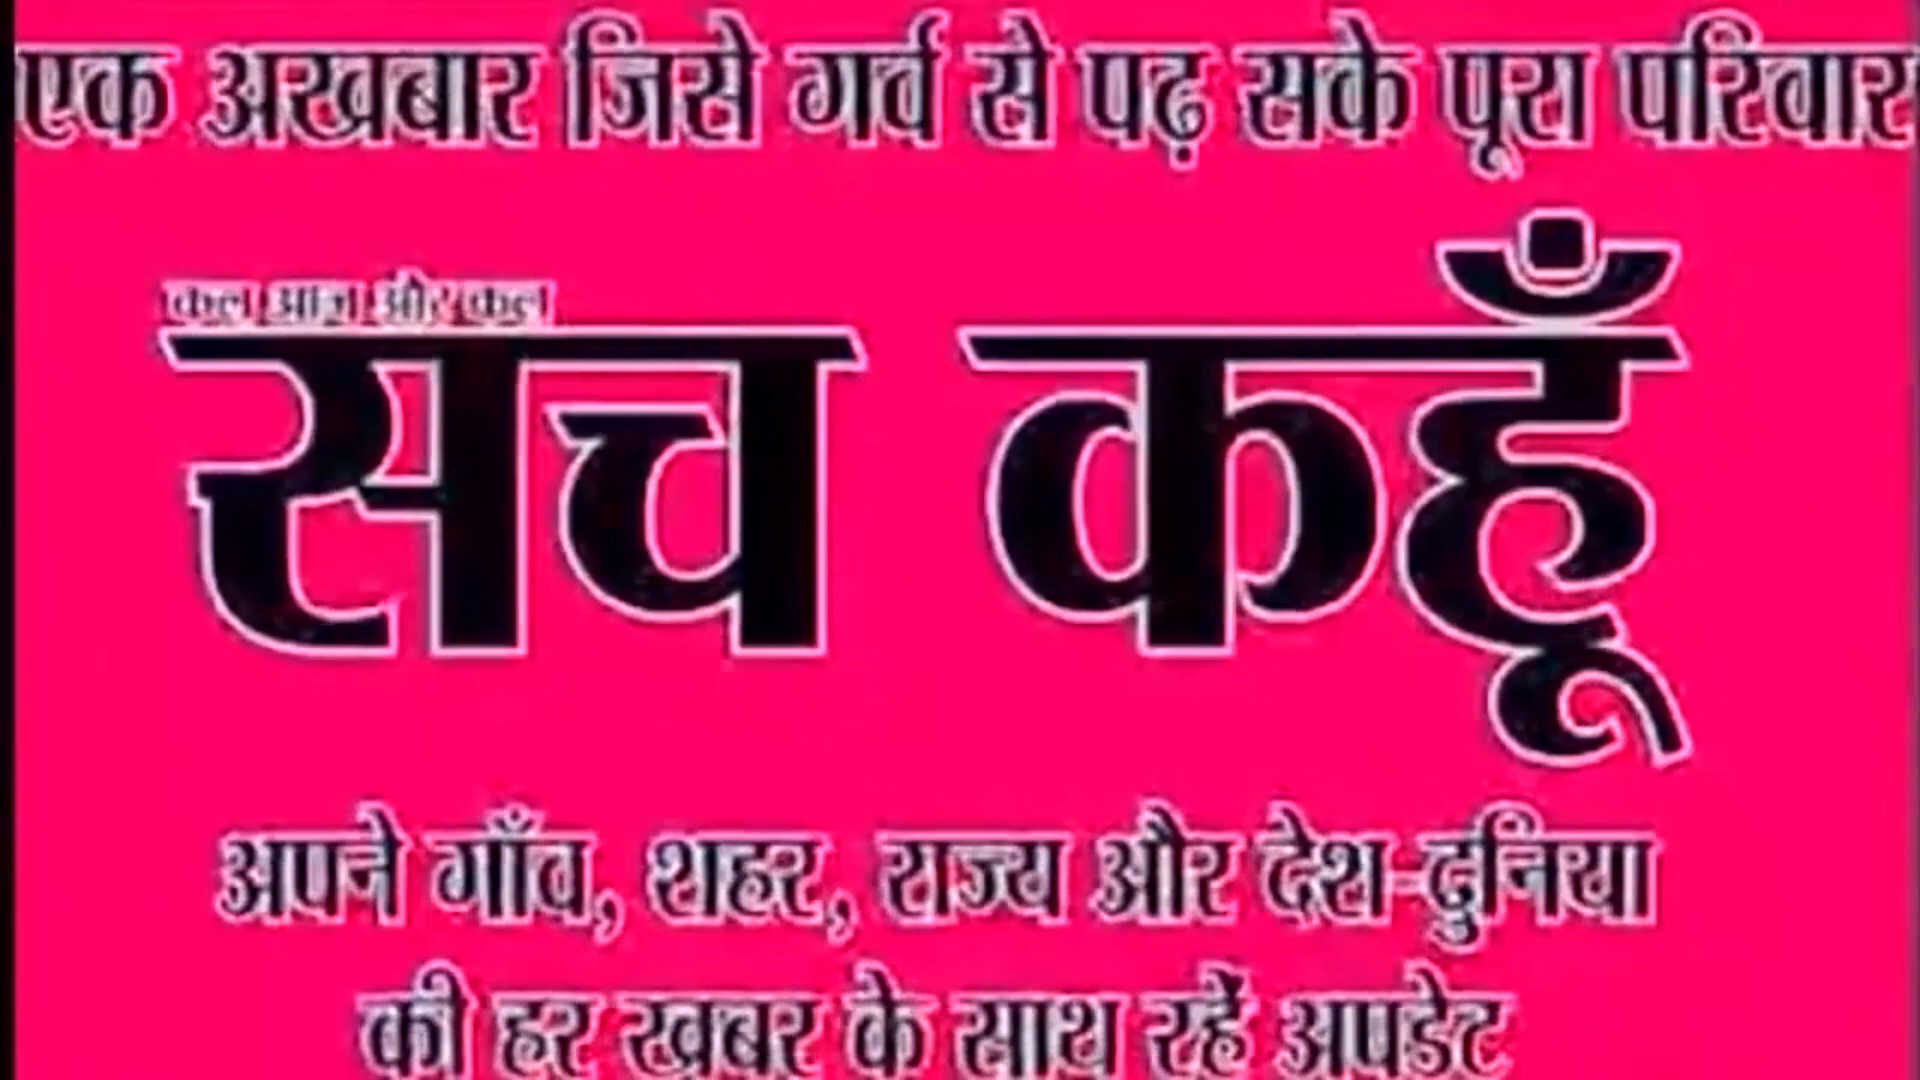 एक अखबार जिसे गर्व से पढ़ सके पूरा परिवार
कल आज और कल
सच कहूँ
अपने गाँव, शहर, राज्य और देश-दुनिया
की हर खबर के साथ रहें अपडेट